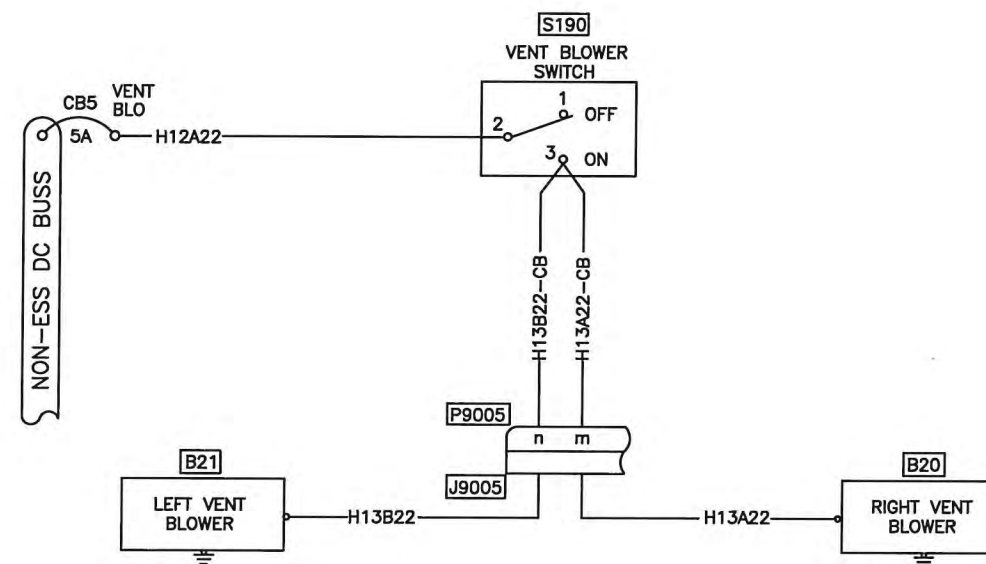 S190
VENT BLOWER
SWITCH
CB5
VENT
BLO
5A
H12A22
1
OFF
2
3
ON
NON-ESS DC BUSS
H13B22-CB
H13A22-CB
P9005
n
m
J9005
B21
LEFT VENT
BLOWER
H13B22
H13A22
B20
RIGHT VENT
BLOWER